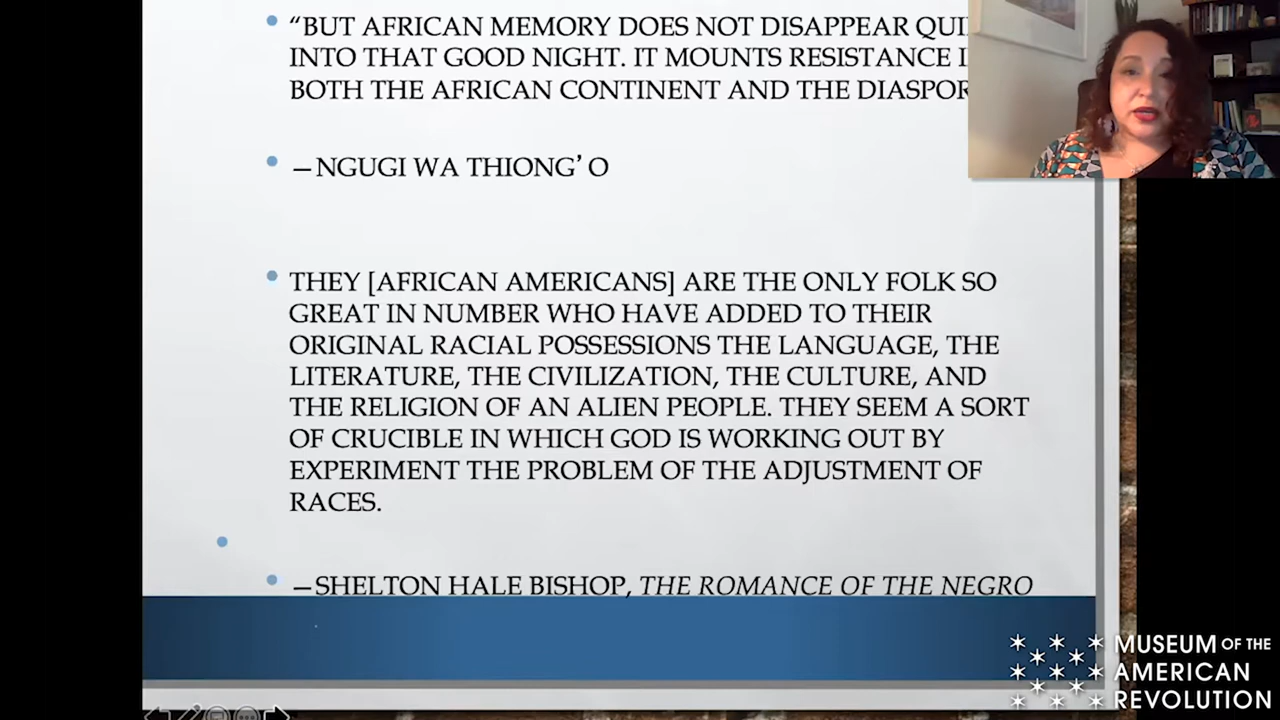 “BUT AFRICAN MEMORY DOES NOT DISAPPEAR
INTO THAT GOOD NIGHT. IT MOUNTS RESISTANCE
BOTH THE AFRICAN CONTINENT AND THE
—NGUGI WA THIONG’ O
THEY [AFRICAN AMERICANS] ARE THE ONLY FOLK SO
GREAT IN NUMBER WHO HAVE ADDED TO THEIR
ORIGINAL RACIAL POSSESSIONS THE LANGUAGE, THE
LITERATURE, THE CIVILIZATION, THE CULTURE, AND
THE RELIGION OF AN ALIEN PEOPLE. THEY SEEM A SORT
OF CRUCIBLE IN WHICH GOD IS WORKING OUT BY
EXPERIMENT THE PROBLEM OF THE ADJUSTMENT OF
RACES.
—SHELTON HALE BISHOP, THE ROMANCE OF THE NEGRO
MUSEUM OF THE
AMERICAN
REVOLUTION